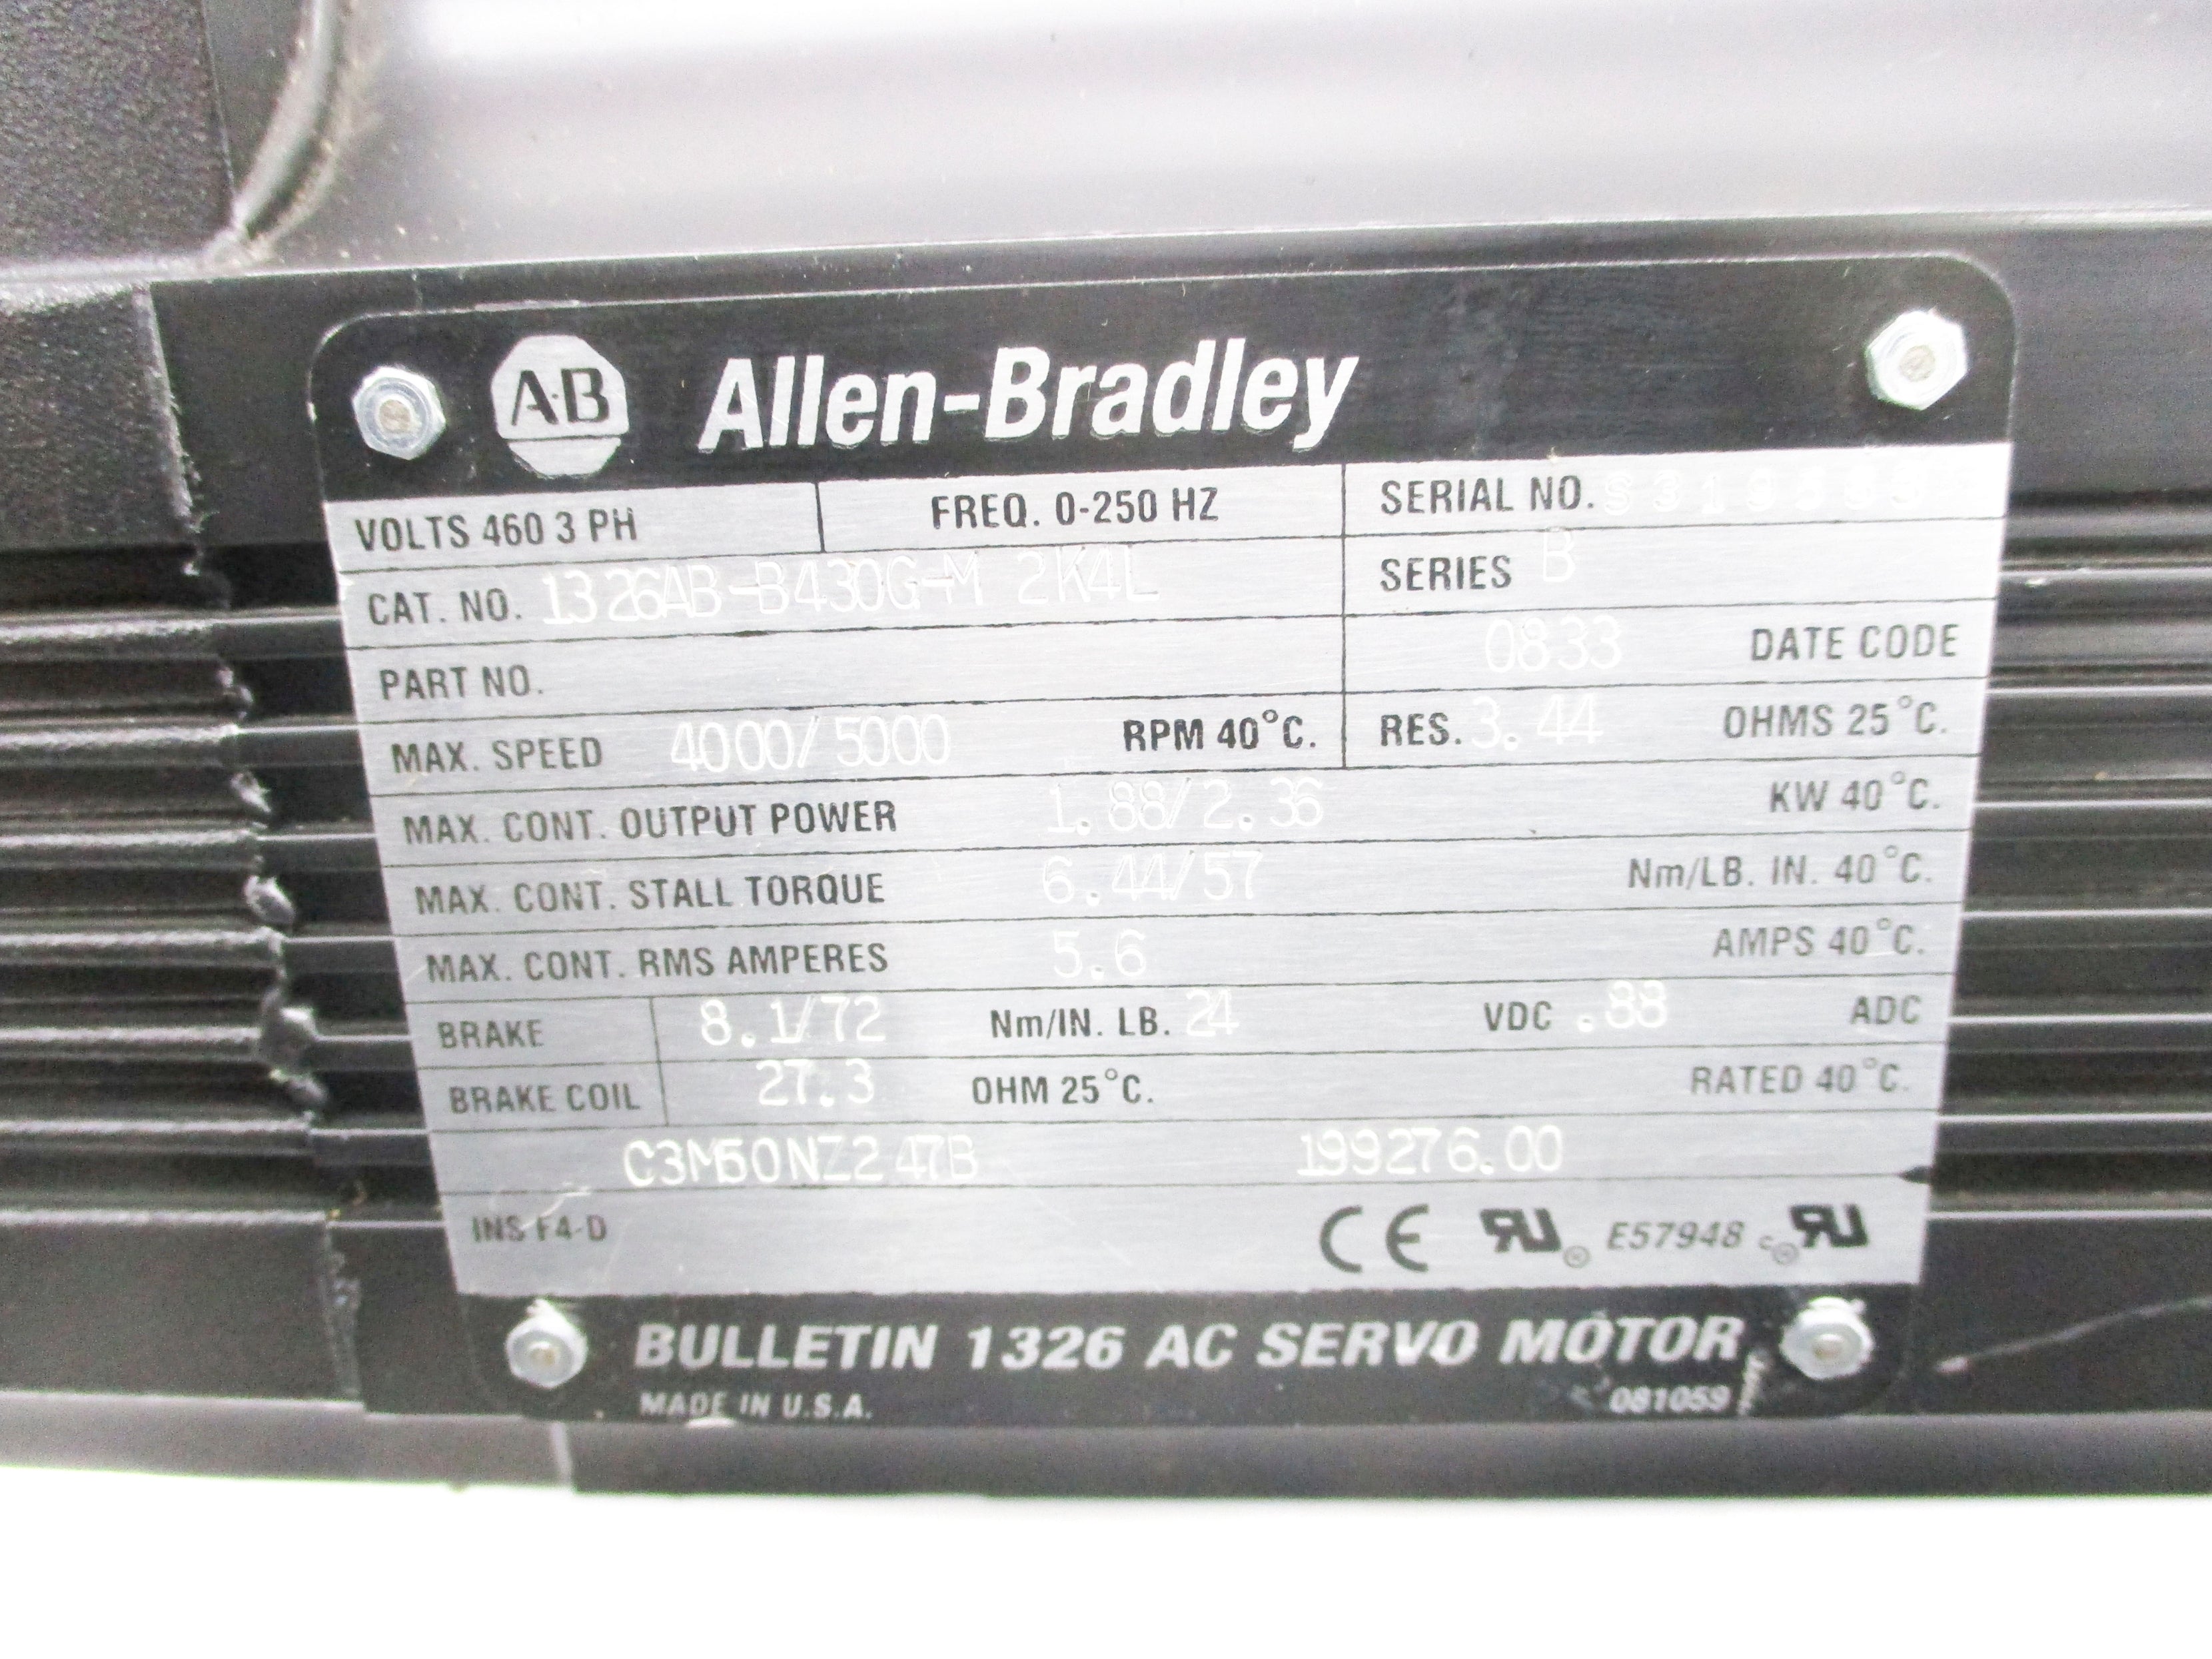 A·B Allen-Bradley
VOLTS 460 3 PH FREQ. 0-250 HZ SERIAL NO.
CAT. NO. 1326AB-B430G-M 2K4L SERIES B
PART NO. 0833 DATE CODE
MAX. SPEED 4000/5000 RPM 40°C. RES. 3.44 OHMS 25°C.
MAX. CONT. OUTPUT POWER 1.88/2.36 KW 40°C.
MAX. CONT. STALL TORQUE 6.44/57 Nm/LB. IN. 40°C.
MAX. CONT. RMS AMPERES 5.6 AMPS 40°C.
BRAKE 8.1/72 Nm/IN. LB. 24 VDC .88 ADC
BRAKE COIL 27.3 OHM 25°C. RATED 40°C.
C3M50NZ247B 199276.00
INS F4-D CE RU E57948 c RU
BULLETIN 1326 AC SERVO MOTOR
MADE IN U.S.A. 081059